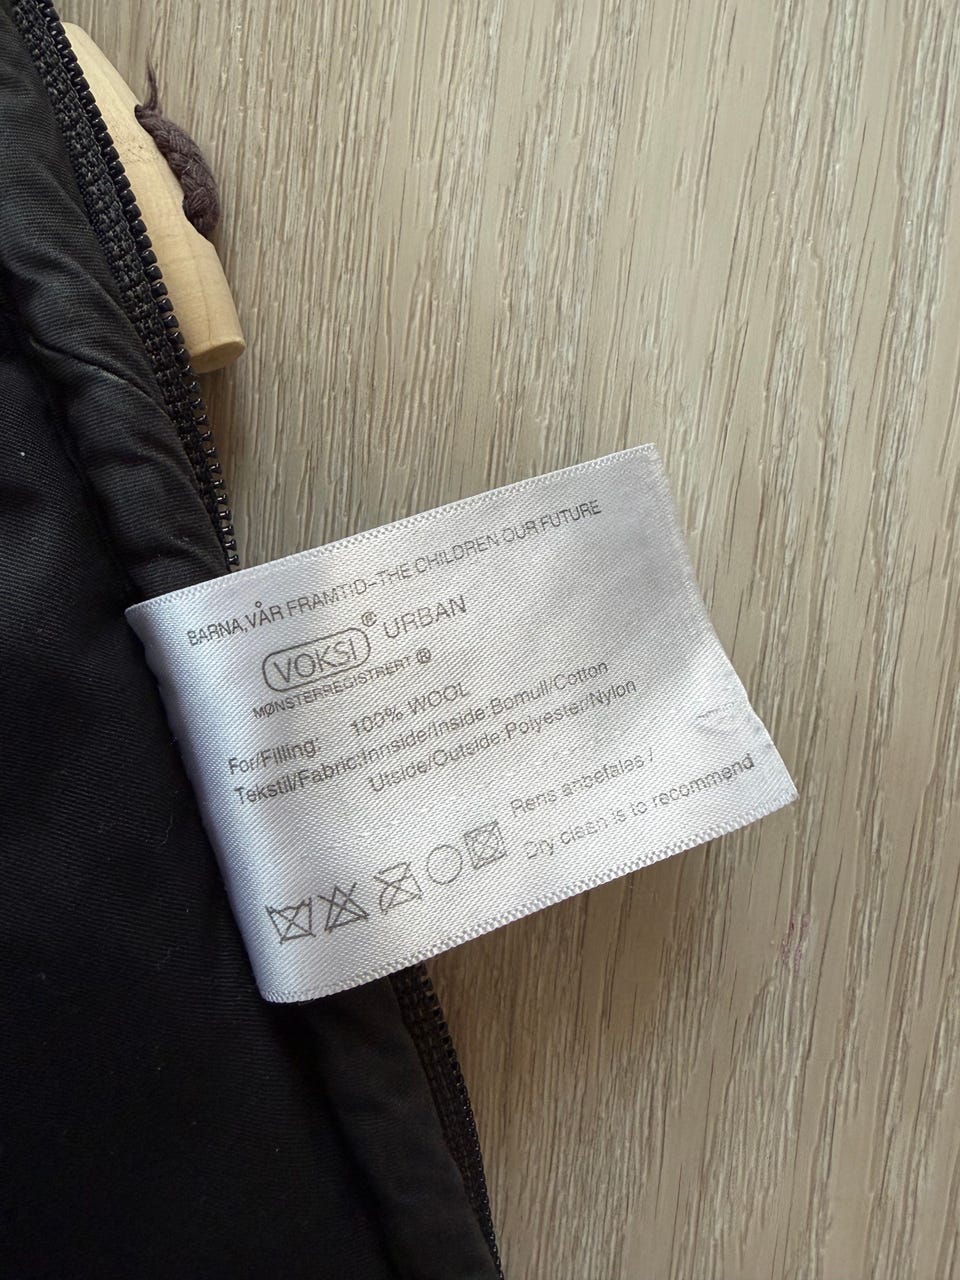 BARNA,VÅR FRAMTID-THE CHILDREN OUR FUTURE
VOKSI® URBAN
MØNSTERREGISTRERT ®
For/Filling: 100% WOOL
Tekstil/Fabric:Innside/Inside:Bomull/Cotton
Utside/Outside:Polyester/Nylon
Rens anbefales /
Dry clean is to recommend